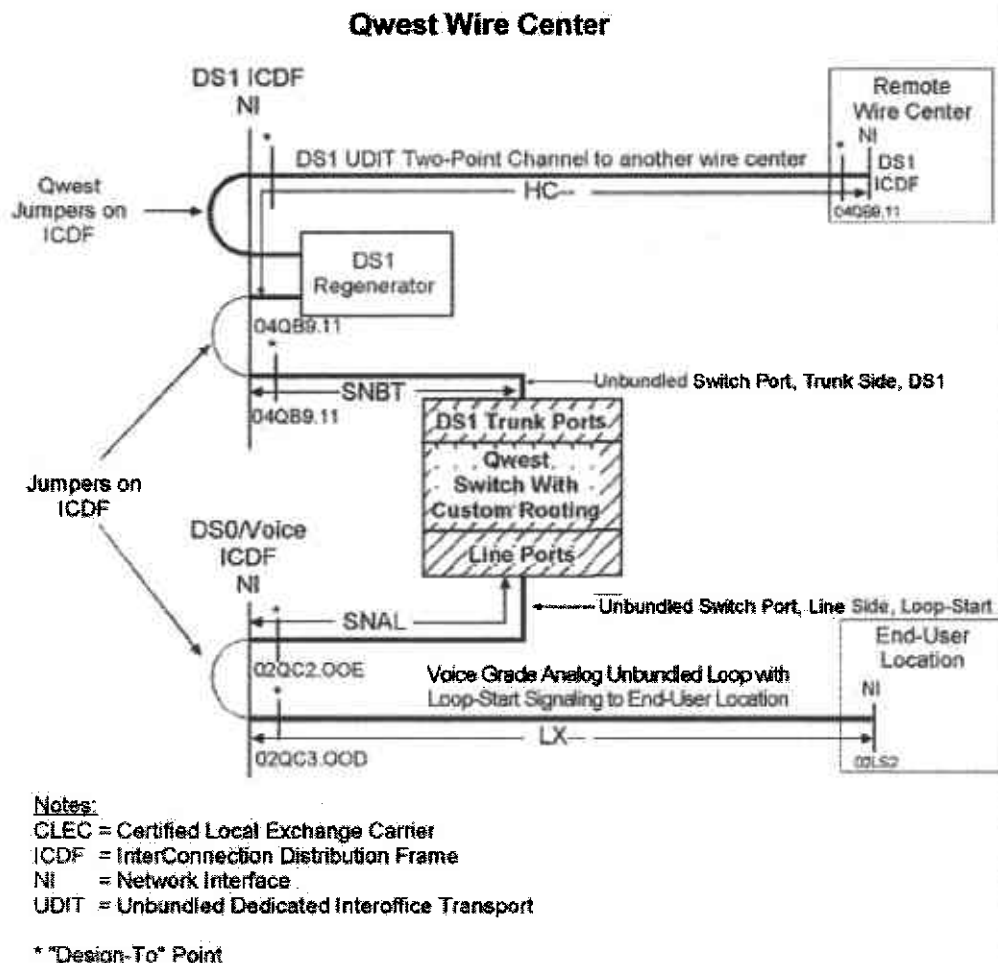 Qwest Wire Center
DS1 ICDF
NI
*
DS1 UDIT Two-Point Channel to another wire center
HC--
Remote
Wire Center
NI
*
DS1
ICDF
04QB9.11
Qwest
Jumpers on
ICDF
DS1
Regenerator
04QB9.11
*
SNBT
04QB9.11
Unbundled Switch Port, Trunk Side, DS1
DS1 Trunk Ports
Qwest
Switch With
Custom Rooting
Line Ports
Jumpers on
ICDF
DS0/Voice
ICDF
NI
*
SNAL
Unbundled Switch Port, Line Side, Loop-Start
02QC2.OOE
Voice Grade Analog Unbundled Loop with
Loop-Start Signaling to End-User Location
*
LX--
02QC3.OOD
End-User
Location
NI
02LS2
Notes:
CLEC = Certified Local Exchange Carrier
ICDF = InterConnection Distribution Frame
NI = Network Interface
UDIT = Unbundled Dedicated Interoffice Transport
* "Design-To" Point